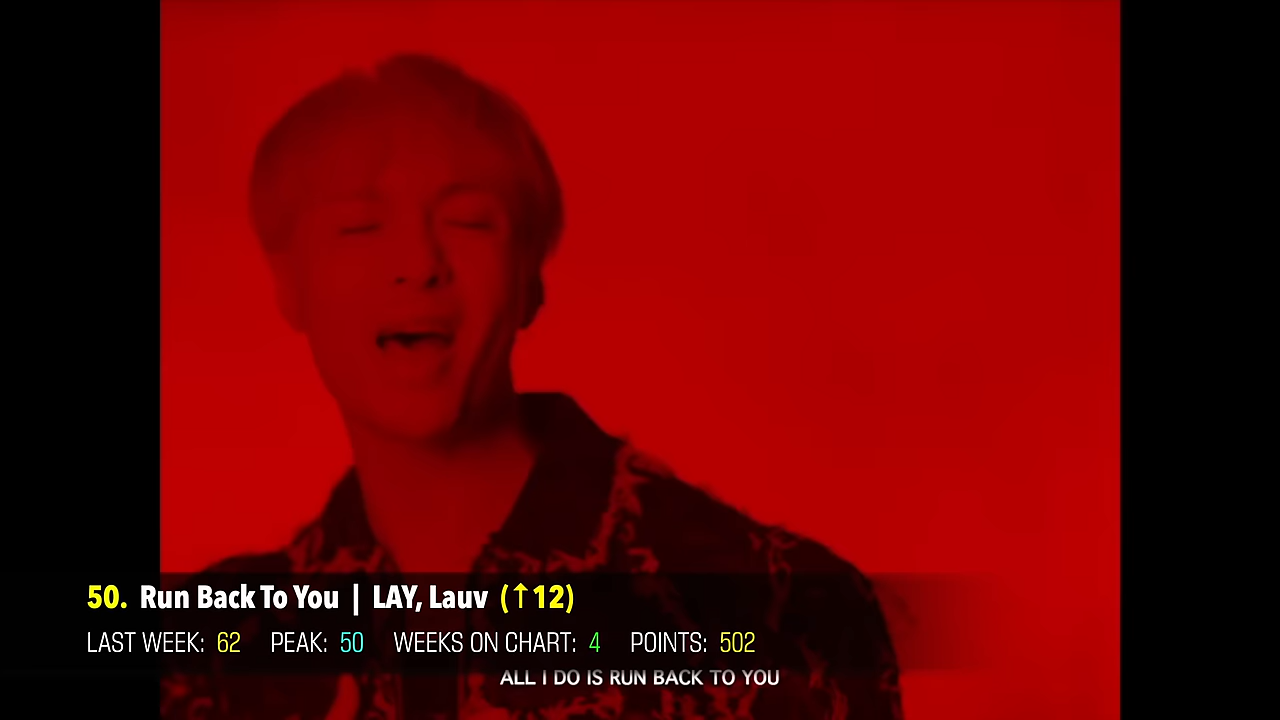 50. Run Back To You | LAY, Lauv (↑12)
LAST WEEK: 62 PEAK: 50 WEEKS ON CHART: 4 POINTS: 502
ALL I DO IS RUN BACK TO YOU